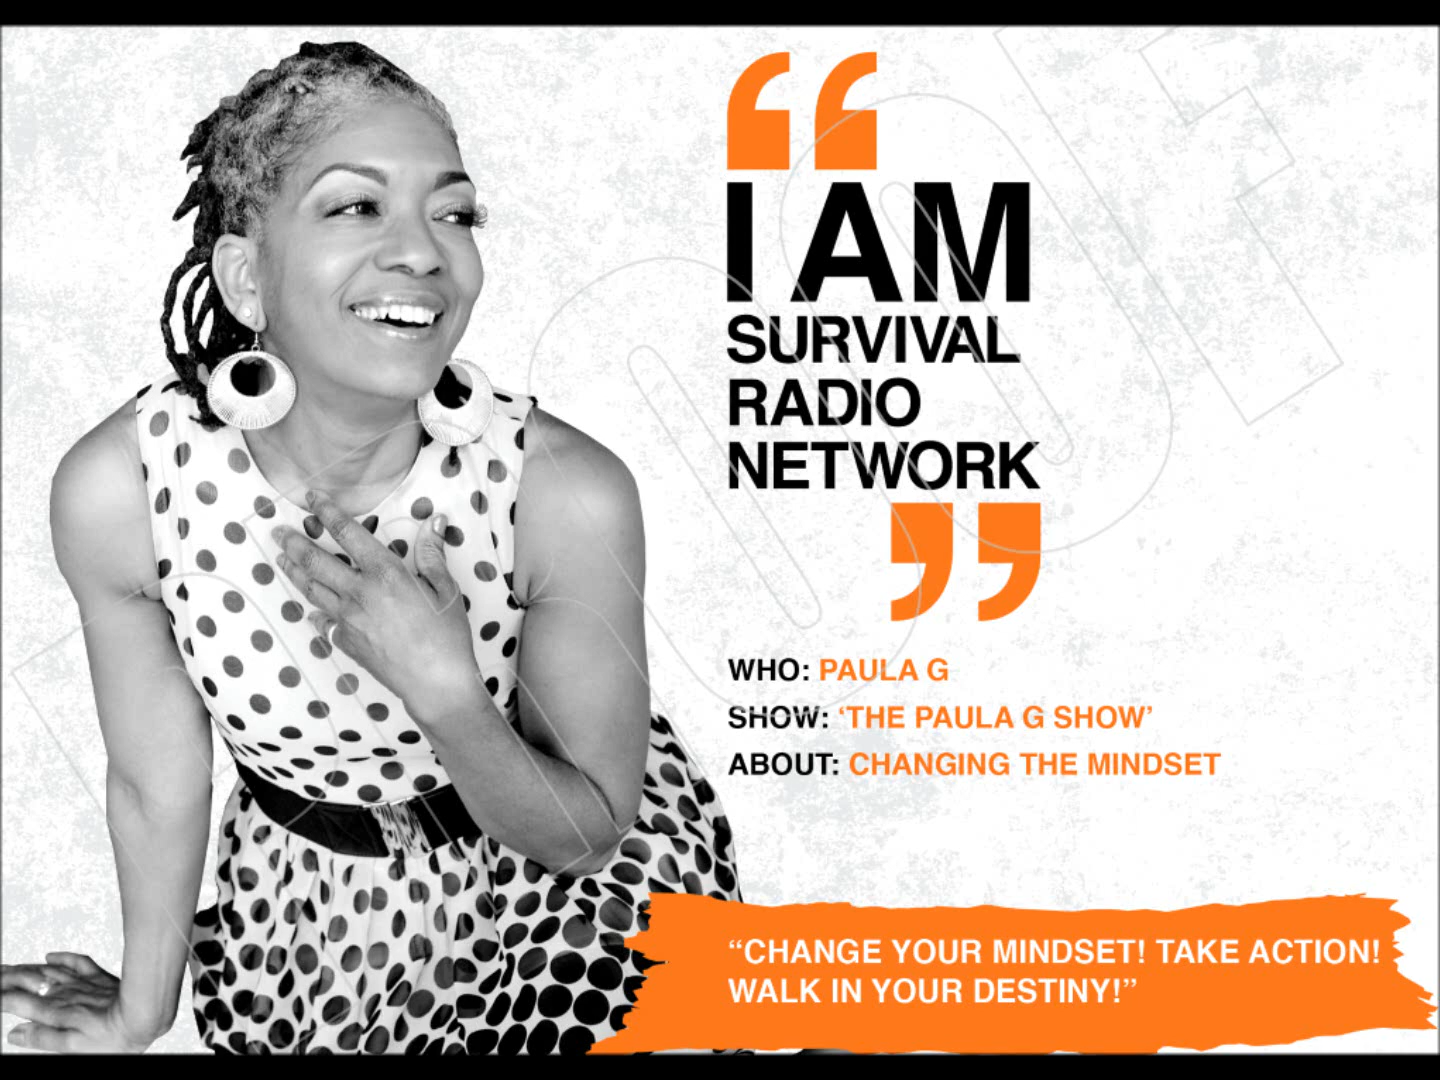 “
I AM
SURVIVAL
RADIO
NETWORK
”
WHO: PAULA G
SHOW: ‘THE PAULA G SHOW’
ABOUT: CHANGING THE MINDSET
“CHANGE YOUR MINDSET! TAKE ACTION!
WALK IN YOUR DESTINY!”
PROOF